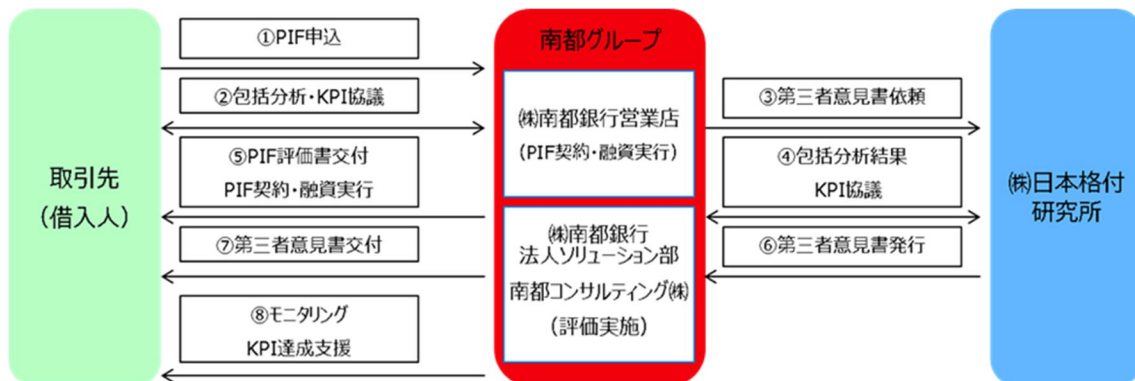 取引先
(借入人)
①PIF申込
②包括分析・KPI協議
⑤PIF評価書交付
PIF契約・融資実行
⑦第三者意見書交付
⑧モニタリング
KPI達成支援
南都グループ
㈱南都銀行営業店
(PIF契約・融資実行)
㈱南都銀行
法人ソリューション部
南都コンサルティング㈱
(評価実施)
③第三者意見書依頼
④包括分析結果
KPI協議
⑥第三者意見書発行
㈱日本格付
研究所